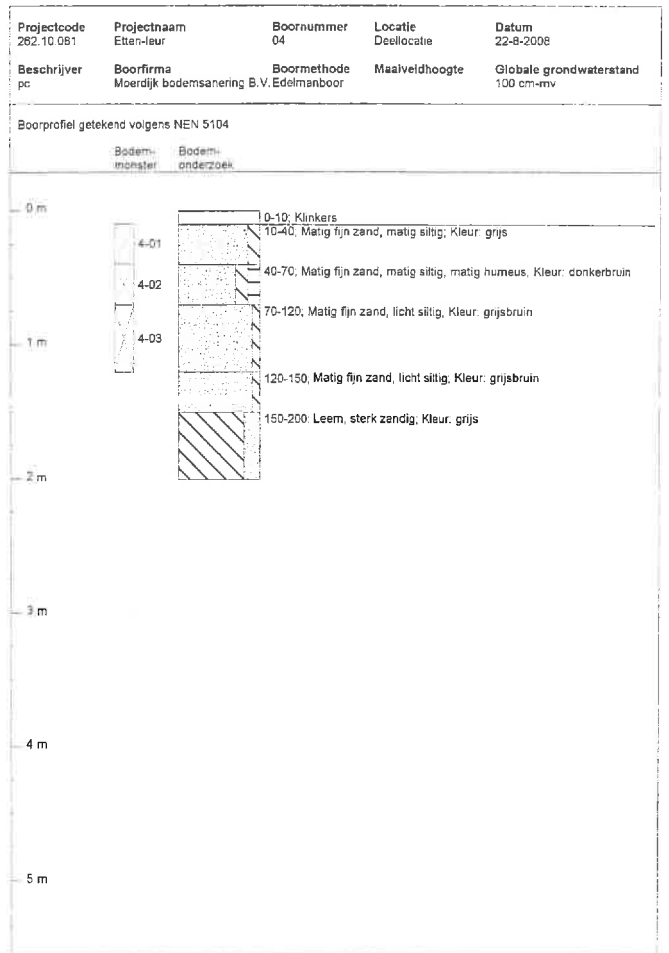 Projectcode Projectnaam Boornummer Locatie Datum
262.10.081 Etten-leur 04 Deellocatie 22-8-2008
Beschrijver Boorfirma Boormethode Maaiveldhoogte Globale grondwaterstand
pc Moerdijk bodemsanering B.V. Edelmanboor 100 cm-mv
Boorprofiel getekend volgens NEN 5104
Bodem- Bodem-
monster onderzoek
0 m
0-10; Klinkers
10-40; Matig fijn zand, matig siltig; Kleur: grijs
4-01
40-70; Matig fijn zand, matig siltig, matig humeus, Kleur: donkerbruin
4-02
70-120; Matig fijn zand, licht siltig, Kleur: grijsbruin
1 m
4-03
120-150; Matig fijn zand, licht siltig; Kleur: grijsbruin
150-200: Leem, sterk zandig; Kleur: grijs
2 m
3 m
4 m
5 m